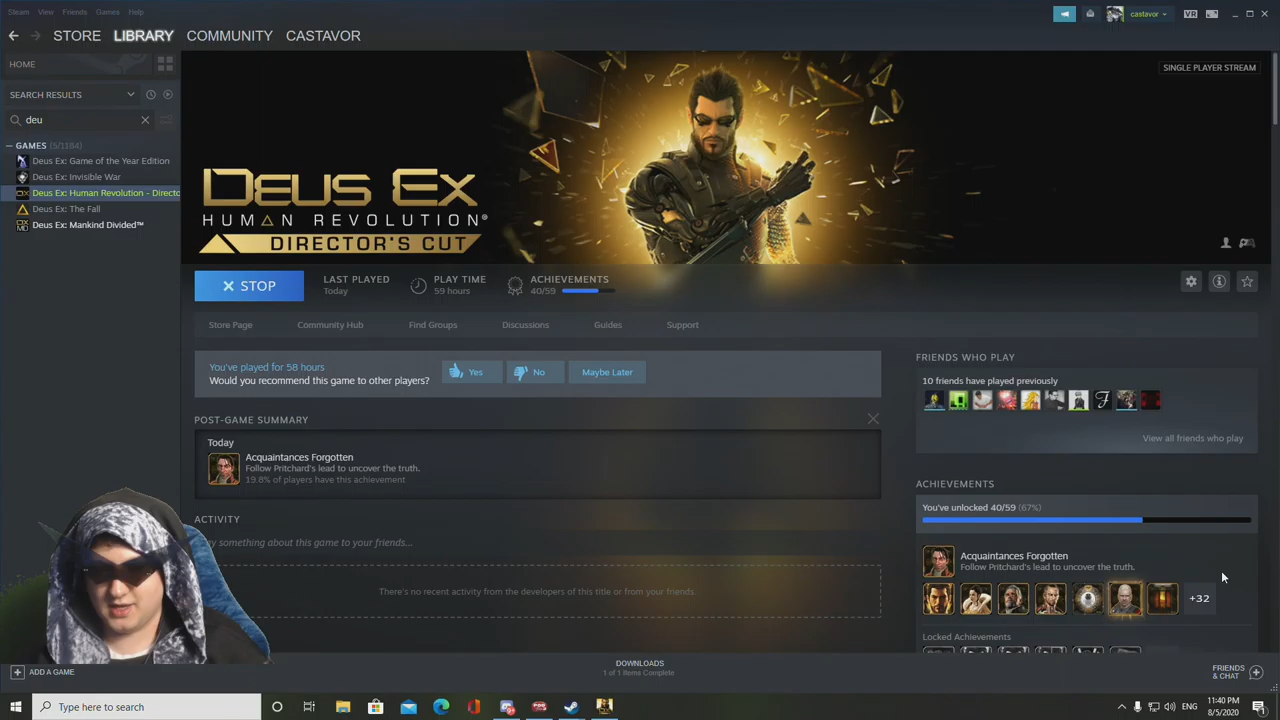 Steam View Friends Games Help
castavor
VR
STORE LIBRARY COMMUNITY CASTAVOR
HOME
SINGLE PLAYER STREAM
SEARCH RESULTS
deu
GAMES (5/1184)
Deus Ex: Game of the Year Edition
Deus Ex: Invisible War
Deus Ex: Human Revolution - Directo
Deus Ex: The Fall
Deus Ex: Mankind Divided™
DEUS EX
HUMAN REVOLUTION®
DIRECTOR'S CUT
STOP
LAST PLAYED
Today
PLAY TIME
59 hours
ACHIEVEMENTS
40/59
Store Page Community Hub Find Groups Discussions Guides Support
You've played for 58 hours
Would you recommend this game to other players?
Yes No Maybe Later
FRIENDS WHO PLAY
10 friends have played previously
View all friends who play
POST-GAME SUMMARY
Today
Acquaintances Forgotten
Follow Pritchard's lead to uncover the truth.
19.8% of players have this achievement
ACHIEVEMENTS
You've unlocked 40/59 (67%)
Acquaintances Forgotten
Follow Pritchard's lead to uncover the truth.
+32
Locked Achievements
ACTIVITY
something about this game to your friends...
There's no recent activity from the developers of this title or from your friends.
ADD A GAME
DOWNLOADS
1 of 1 Items Complete
FRIENDS
& CHAT
Type here to search
ENG
11:40 PM
8/5/2020